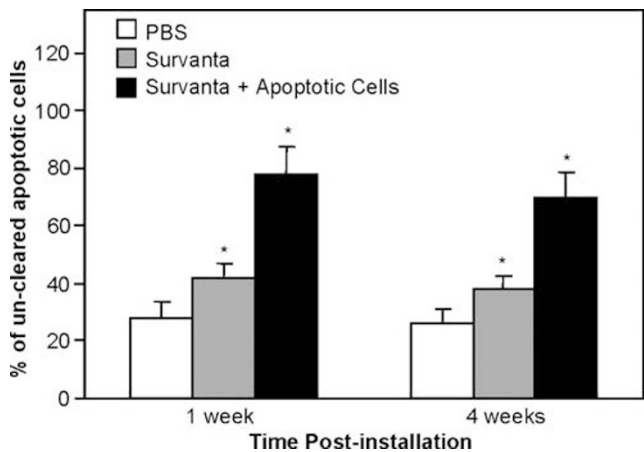 PBS
Survanta
Survanta + Apoptotic Cells
% of un-cleared apoptotic cells
120
100
80
60
40
20
0
* * * * * *
1 week 4 weeks
Time Post-installation